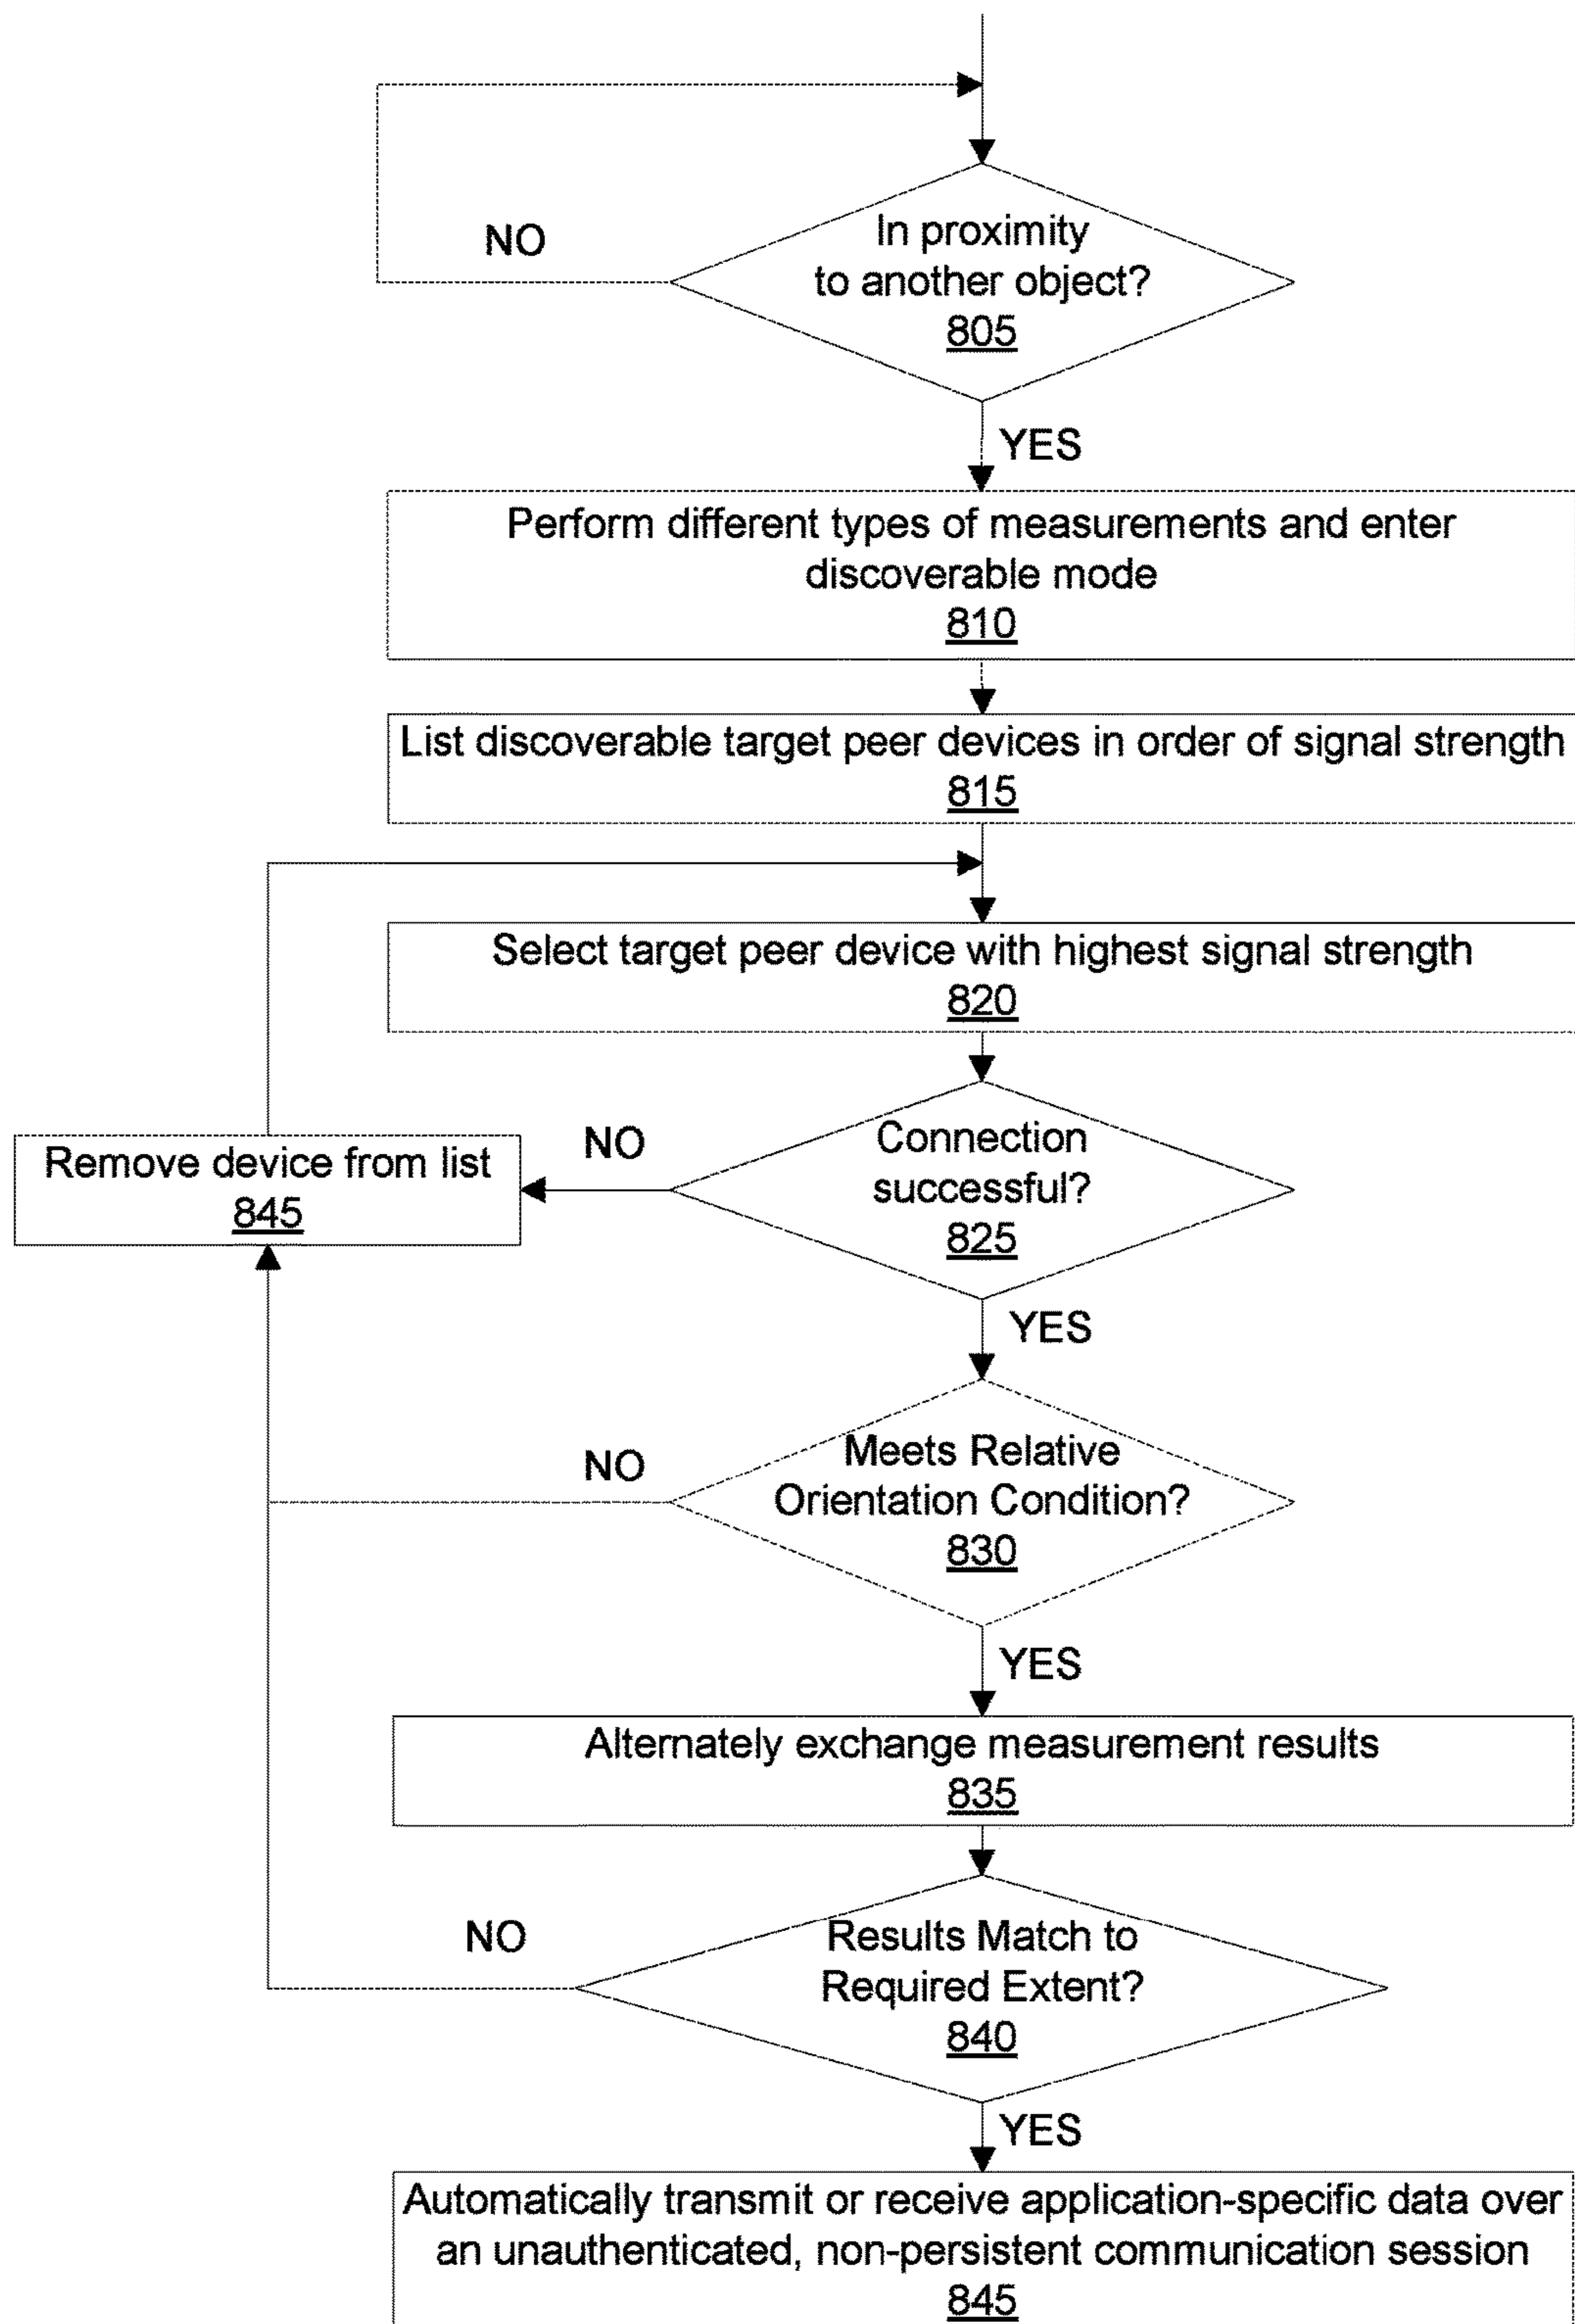 In proximity
to another object?
805
NO
YES
Perform different types of measurements and enter
discoverable mode
810
List discoverable target peer devices in order of signal strength
815
Select target peer device with highest signal strength
820
Connection
successful?
825
NO
Remove device from list
845
YES
Meets Relative
Orientation Condition?
830
NO
YES
Alternately exchange measurement results
835
Results Match to
Required Extent?
840
NO
YES
Automatically transmit or receive application-specific data over
an unauthenticated, non-persistent communication session
845